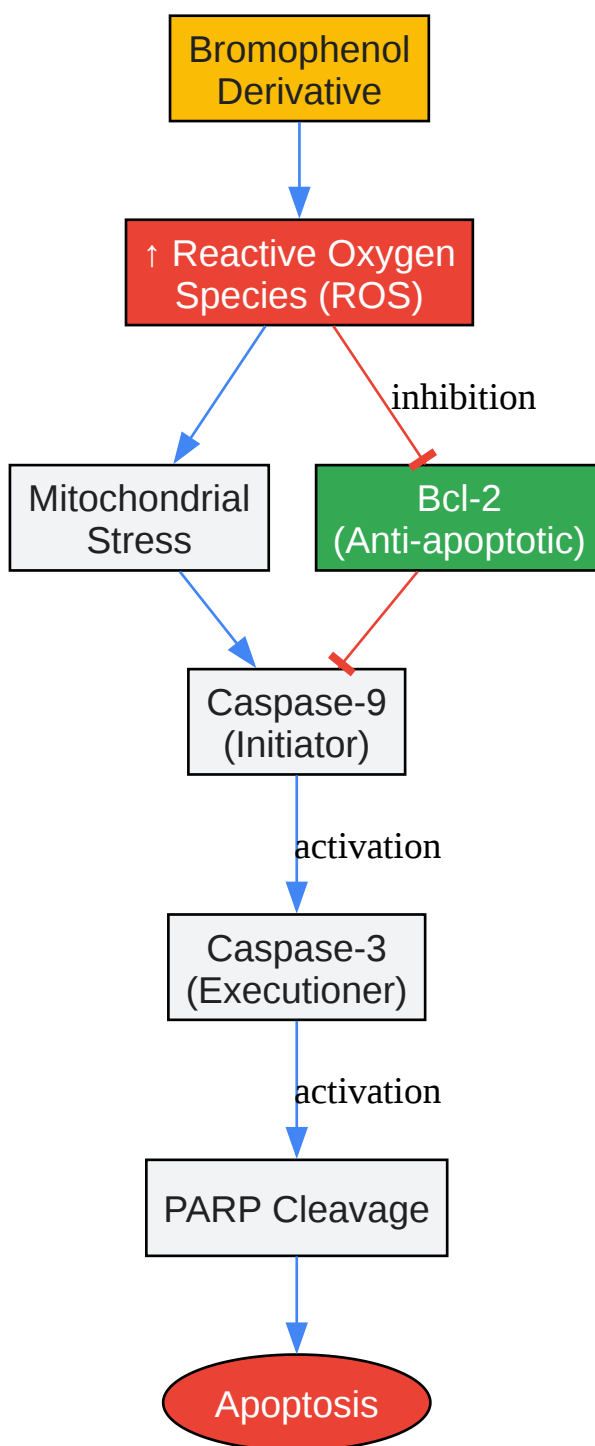 Bromophenol
Derivative
↑ Reactive Oxygen
Species (ROS)
inhibition
Mitochondrial
Stress
Bcl-2
(Anti-apoptotic)
Caspase-9
(Initiator)
activation
Caspase-3
(Executioner)
activation
PARP Cleavage
Apoptosis